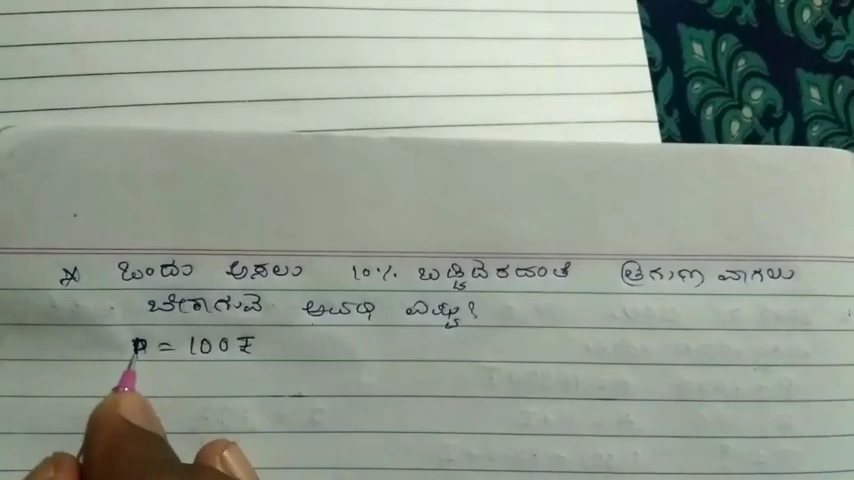 ಒಂದು ಅಸಲು 10% ಬಡ್ಡಿದರದಂತೆ ತ್ರಿಗುಣ ವಾಗಲು
ಬೇಕಾಗುವ ಅವಧಿ ಎಷ್ಟು?
P = 100₹